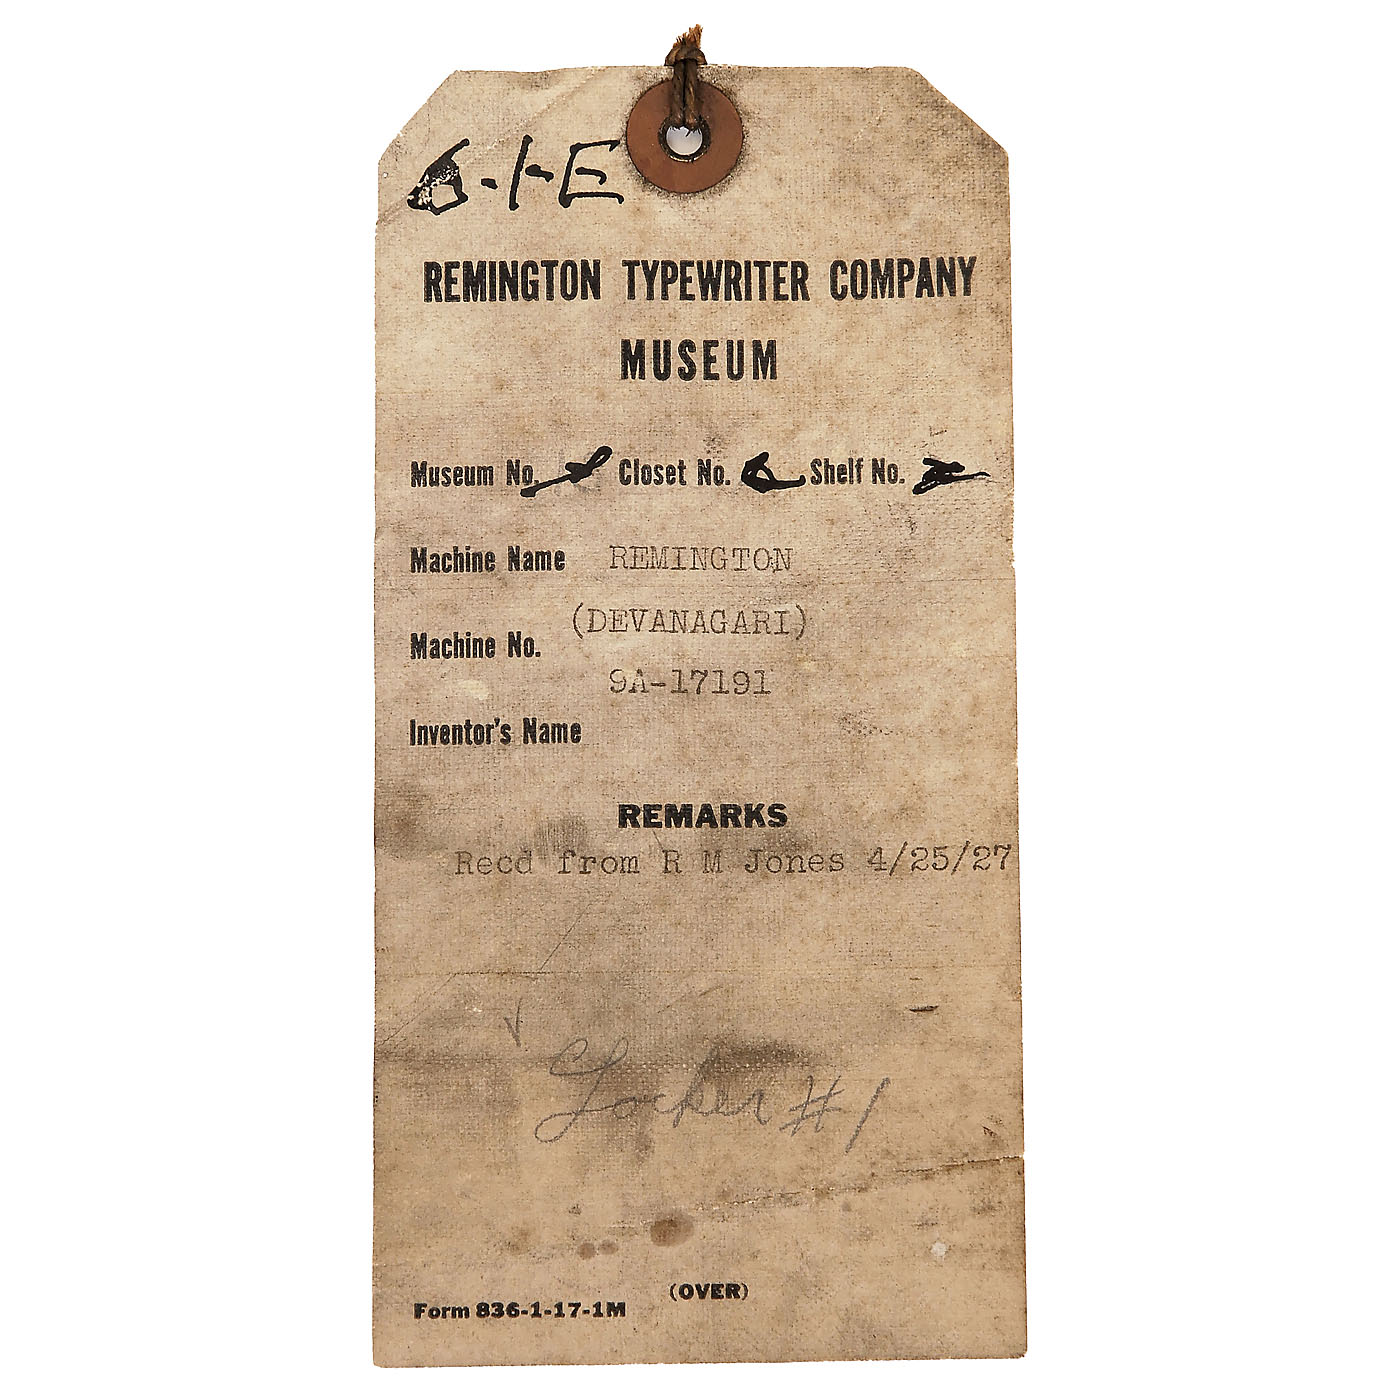 6-1-E
REMINGTON TYPEWRITER COMPANY
MUSEUM
Museum No. Closet No. Shelf No.
Machine Name REMINGTON
(DEVANAGARI)
Machine No.
9A-17191
Inventor's Name
REMARKS
Recd from R M Jones 4/25/27
Locker #1
(OVER)
Form 836-1-17-1M